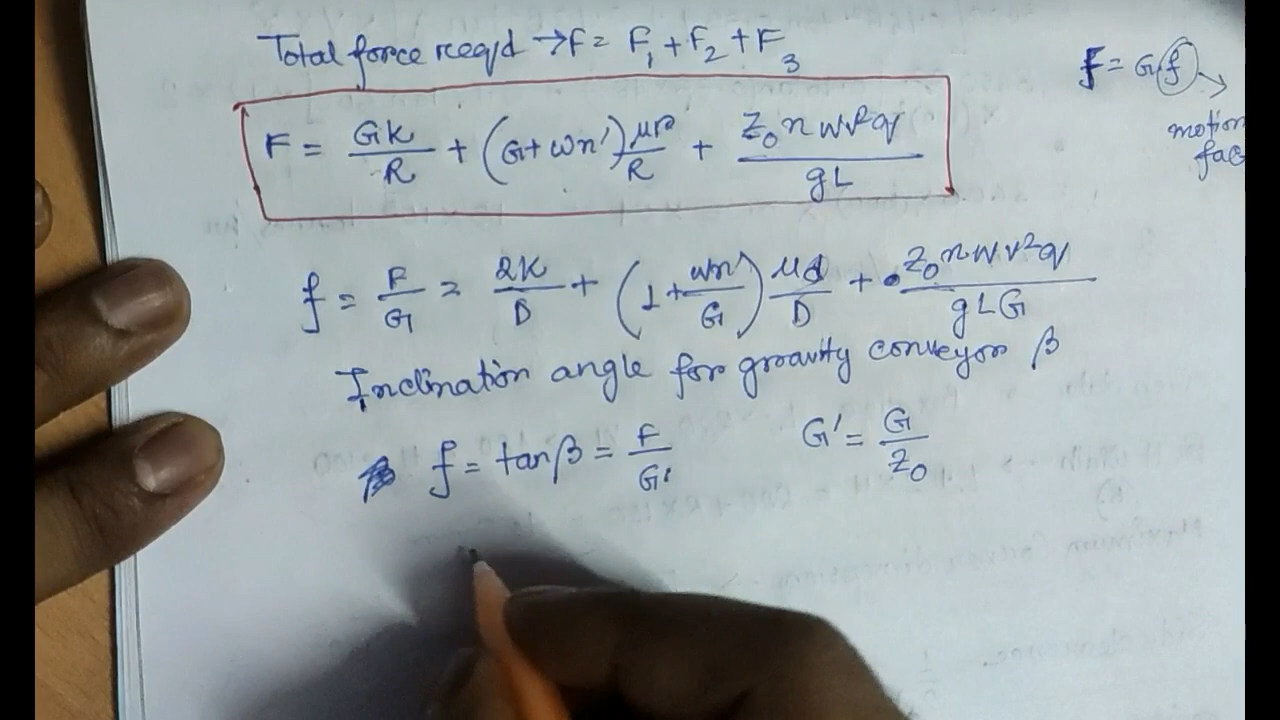 Total force reqd → F = F₁ + F₂ + F₃
F = G(f) → motion fac
F = Gk/R + (G + wn') μr/R + Z₀ n w v² q / gL
f = F/G = 2k/D + (1 + wn'/G) μd/D + Z₀ n w v² q / gLG
Inclination angle for gravity conveyor β
f = tanβ = F/G' G' = G/Z₀